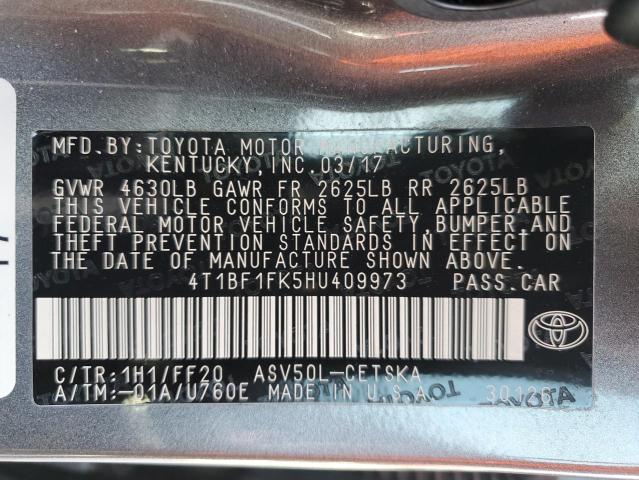 MFD.BY:TOYOTA MOTOR MANUFACTURING,
KENTUCKY,INC.03/17
GVWR 4630LB GAWR FR 2625LB RR 2625LB
THIS VEHICLE CONFORMS TO ALL APPLICABLE
FEDERAL MOTOR VEHICLE SAFETY,BUMPER,AND
THEFT PREVENTION STANDARDS IN EFFECT ON
THE DATE OF MANUFACTURE SHOWN ABOVE.
4T1BF1FK5HU409973 PASS.CAR
C/TR:1H1/FF20 ASV50L-CETSKA
A/TM:-01A/U760E MADE IN U.S.A.
TOYOTA